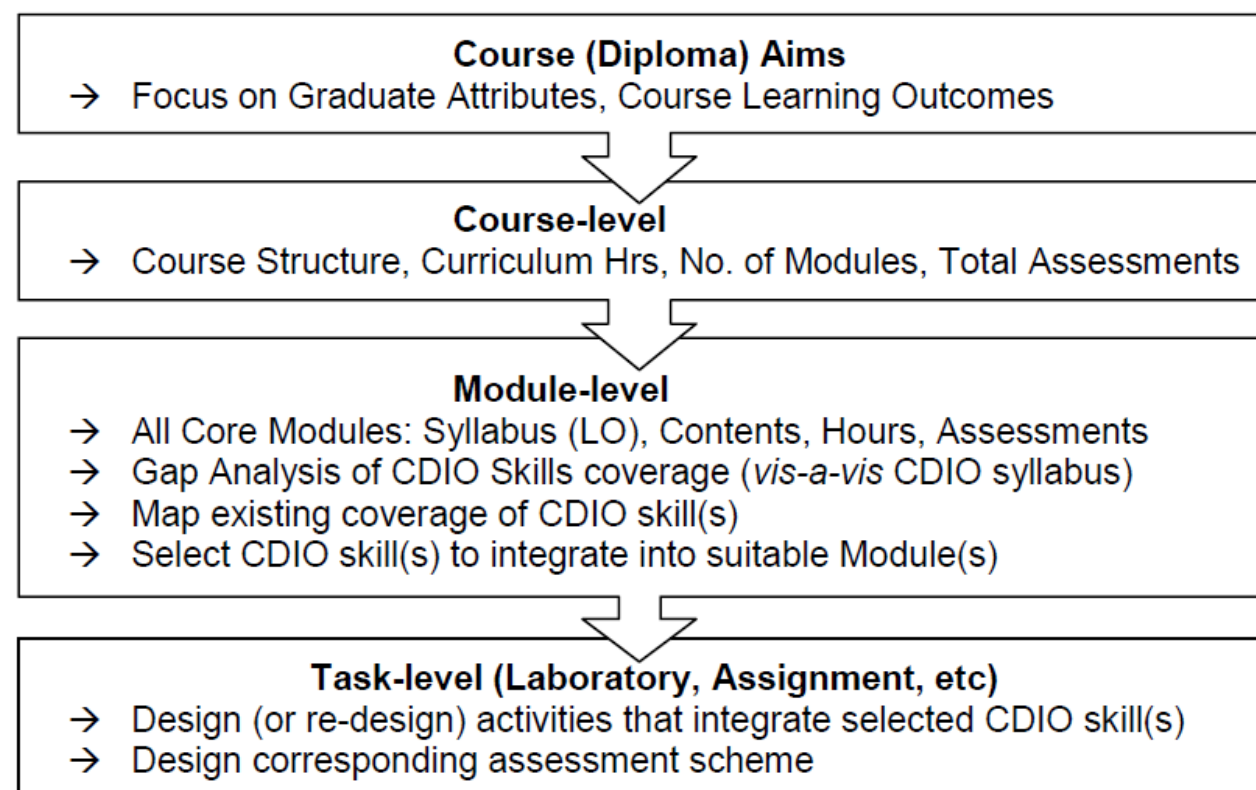 Course (Diploma) Aims
→ Focus on Graduate Attributes, Course Learning Outcomes
Course-level
→ Course Structure, Curriculum Hrs, No. of Modules, Total Assessments
Module-level
→ All Core Modules: Syllabus (LO), Contents, Hours, Assessments
→ Gap Analysis of CDIO Skills coverage (vis-a-vis CDIO syllabus)
→ Map existing coverage of CDIO skill(s)
→ Select CDIO skill(s) to integrate into suitable Module(s)
Task-level (Laboratory, Assignment, etc)
→ Design (or re-design) activities that integrate selected CDIO skill(s)
→ Design corresponding assessment scheme